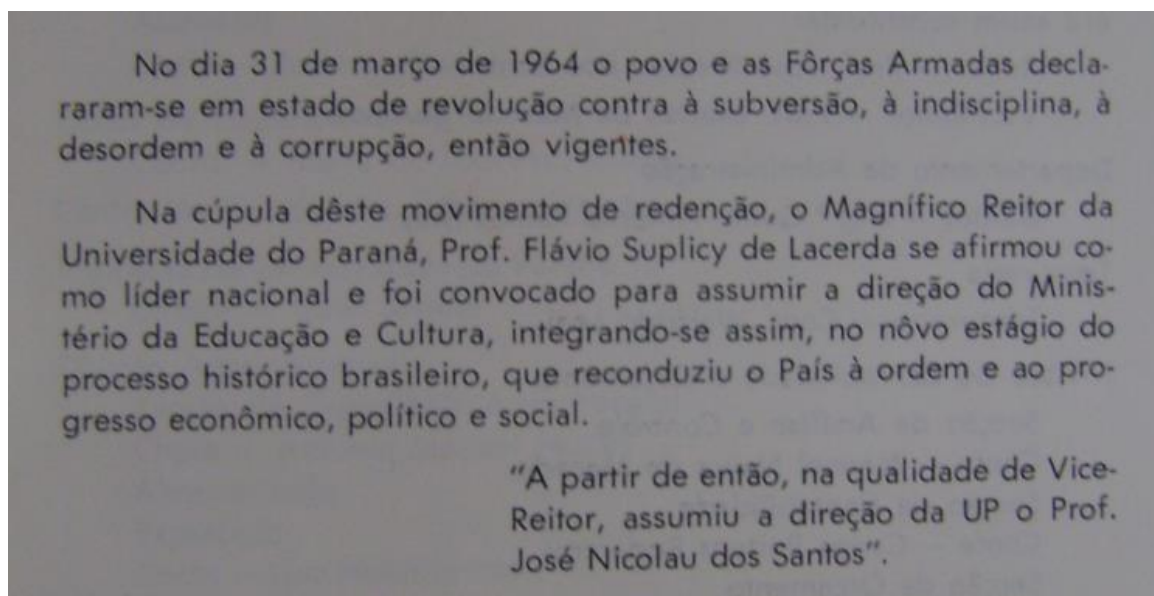 No dia 31 de março de 1964 o povo e as Fôrças Armadas decla-
raram-se em estado de revolução contra à subversão, à indisciplina, à
desordem e à corrupção, então vigentes.
Na cúpula dêste movimento de redenção, o Magnífico Reitor da
Universidade do Paraná, Prof. Flávio Suplicy de Lacerda se afirmou co-
mo líder nacional e foi convocado para assumir a direção do Minis-
tério da Educação e Cultura, integrando-se assim, no nôvo estágio do
processo histórico brasileiro, que reconduziu o País à ordem e ao pro-
gresso econômico, político e social.
"A partir de então, na qualidade de Vice-
Reitor, assumiu a direção da UP o Prof.
José Nicolau dos Santos".